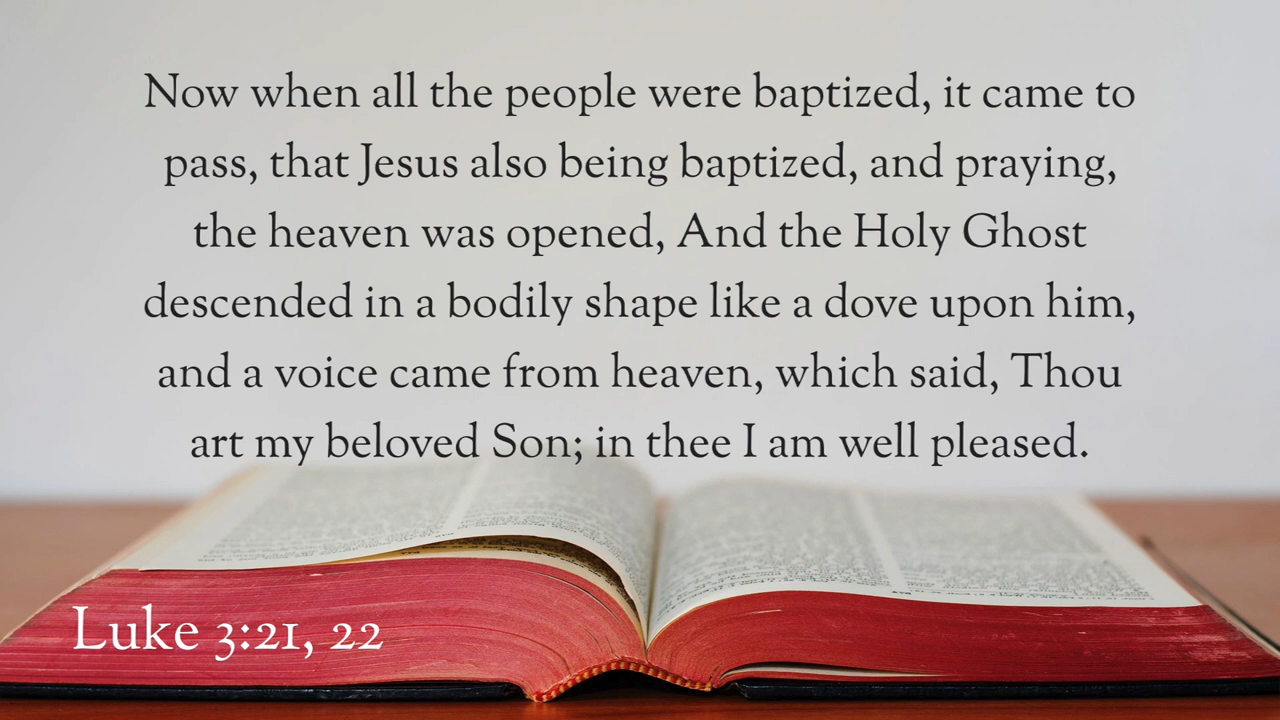 Now when all the people were baptized, it came to
pass, that Jesus also being baptized, and praying,
the heaven was opened, And the Holy Ghost
descended in a bodily shape like a dove upon him,
and a voice came from heaven, which said, Thou
art my beloved Son; in thee I am well pleased.
Luke 3:21, 22